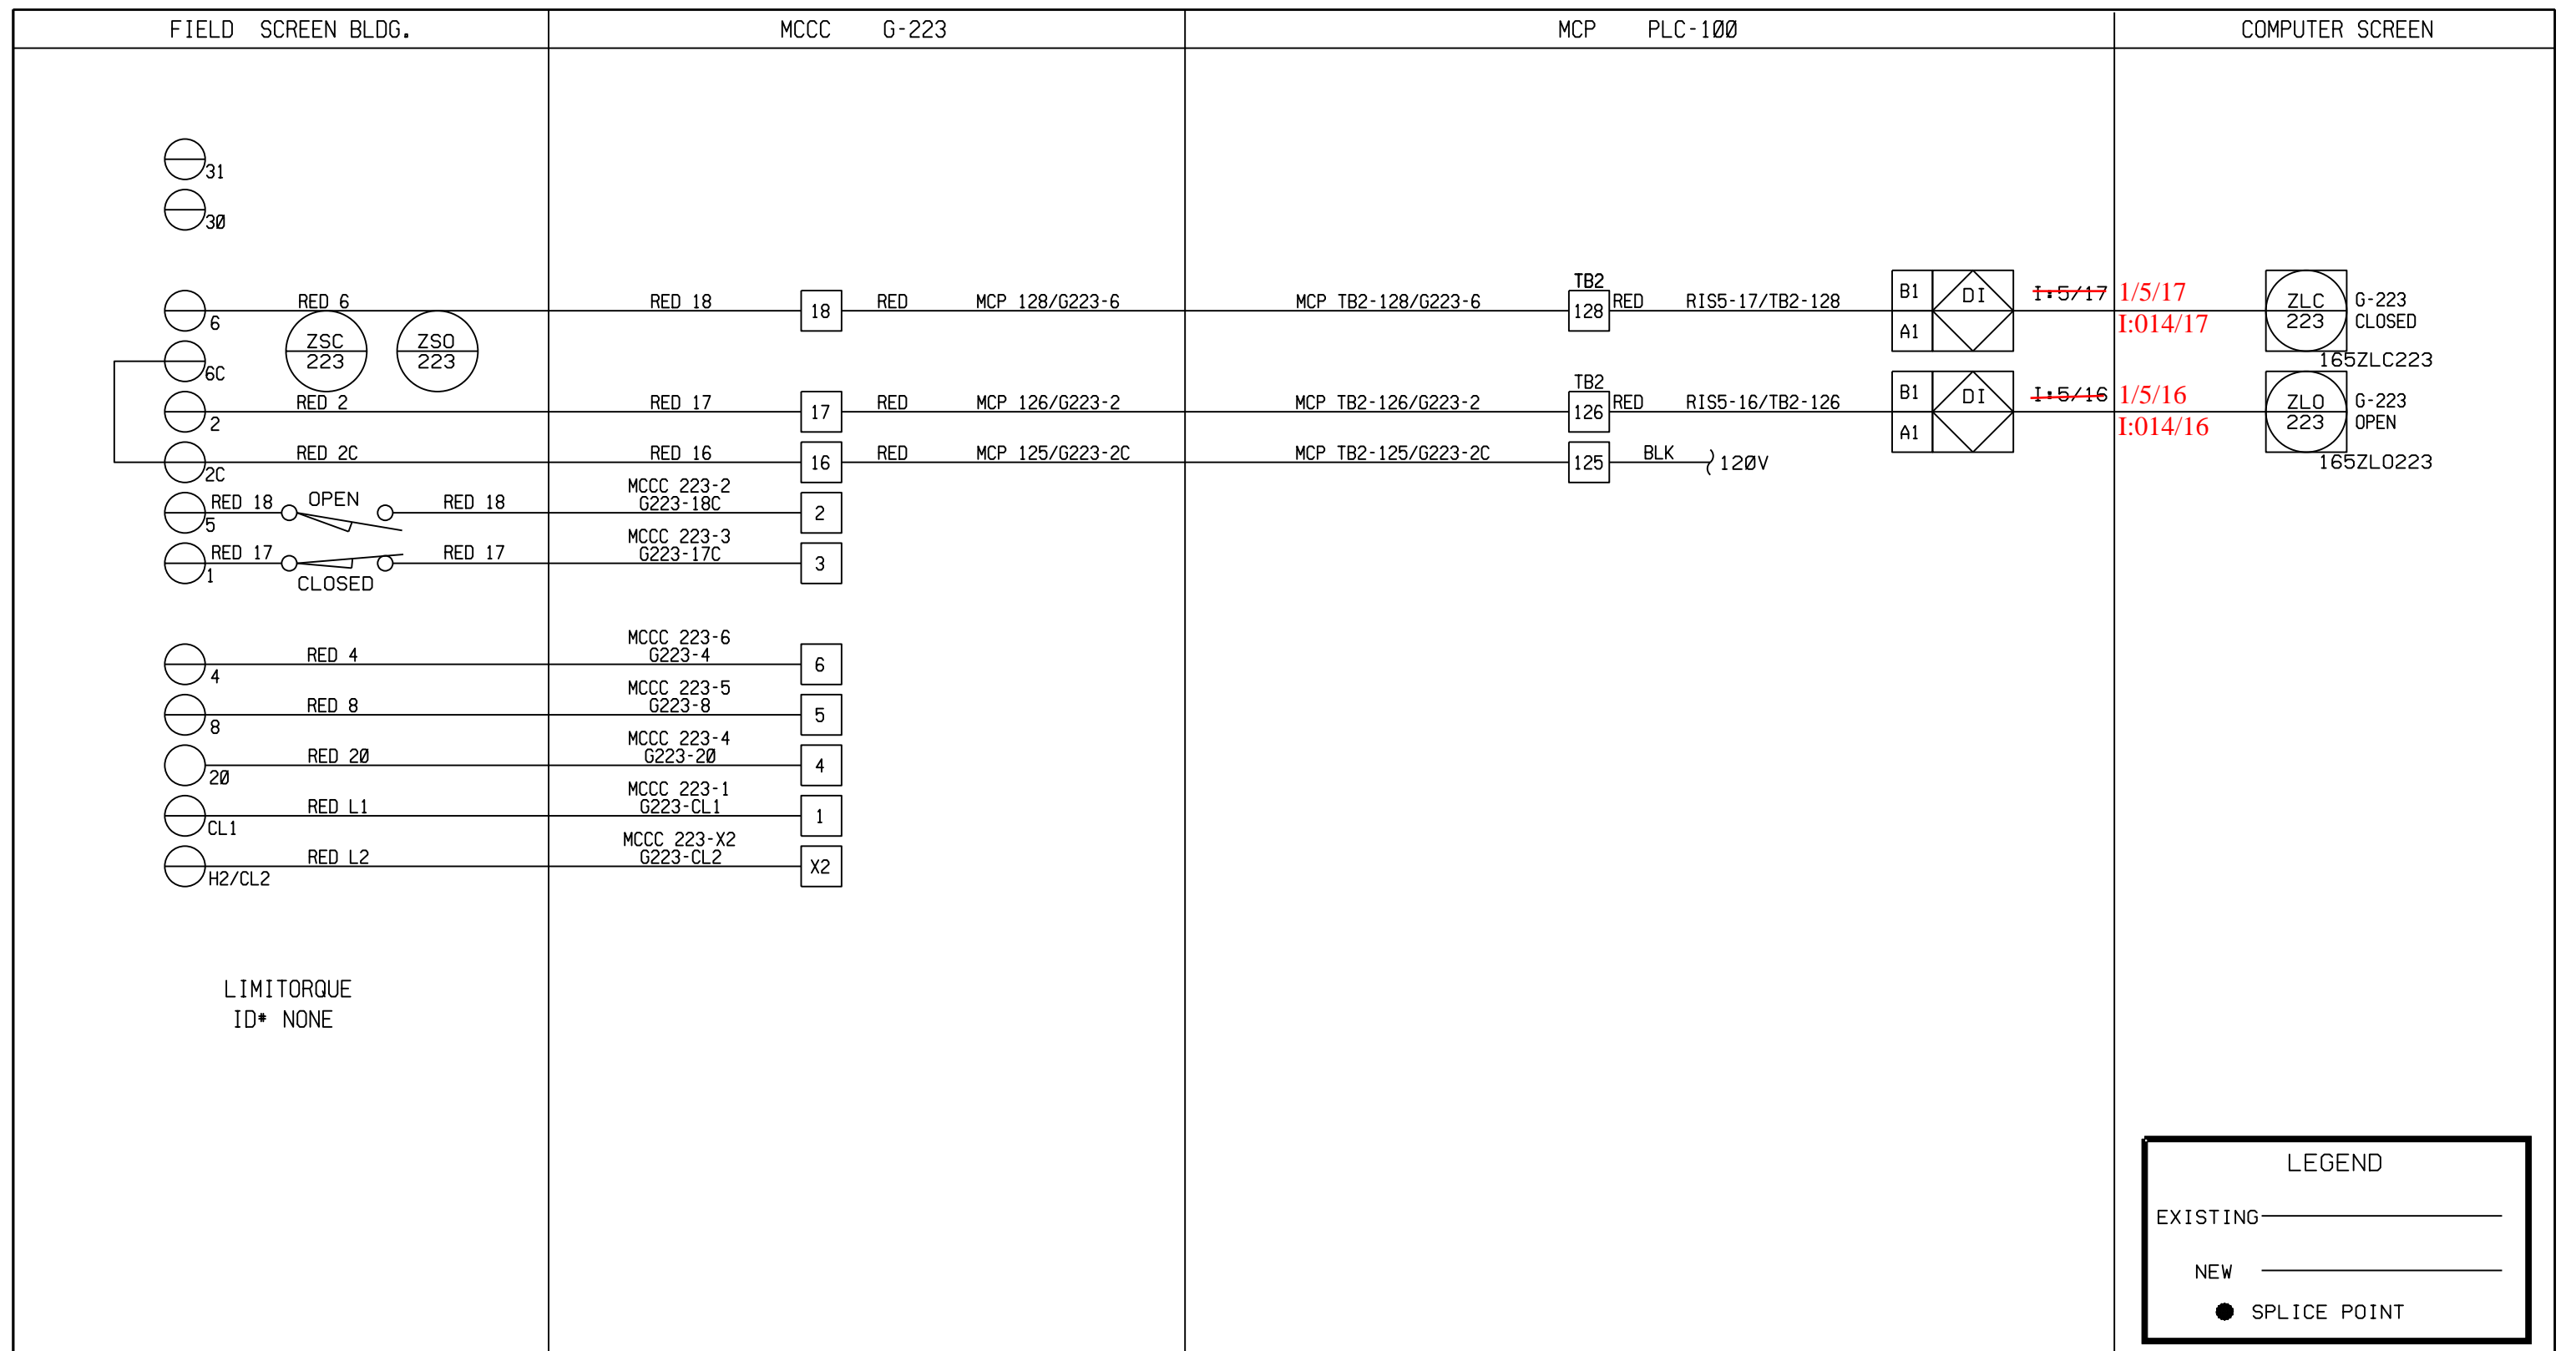 FIELD SCREEN BLDG.
MCCC G-223
MCP PLC-100
COMPUTER SCREEN
31
30
6
RED 6
RED 18
18
RED
MCP 128/G223-6
MCP TB2-128/G223-6
TB2
128
RED
RIS5-17/TB2-128
B1
A1
DI
I:5/17
1/5/17
I:014/17
ZLC
223
G-223
CLOSED
165ZLC223
ZSC
223
ZSO
223
6C
2
RED 2
RED 17
17
RED
MCP 126/G223-2
MCP TB2-126/G223-2
TB2
126
RED
RIS5-16/TB2-126
B1
A1
DI
I:5/16
1/5/16
I:014/16
ZLO
223
G-223
OPEN
165ZLO223
2C
RED 2C
RED 16
16
RED
MCP 125/G223-2C
MCP TB2-125/G223-2C
125
BLK
120V
5
RED 18
OPEN
RED 18
MCCC 223-2
G223-18C
2
1
RED 17
CLOSED
RED 17
MCCC 223-3
G223-17C
3
4
RED 4
MCCC 223-6
G223-4
6
8
RED 8
MCCC 223-5
G223-8
5
20
RED 20
MCCC 223-4
G223-20
4
CL1
RED L1
MCCC 223-1
G223-CL1
1
H2/CL2
RED L2
MCCC 223-X2
G223-CL2
X2
LIMITORQUE
ID# NONE
LEGEND
EXISTING
NEW
SPLICE POINT